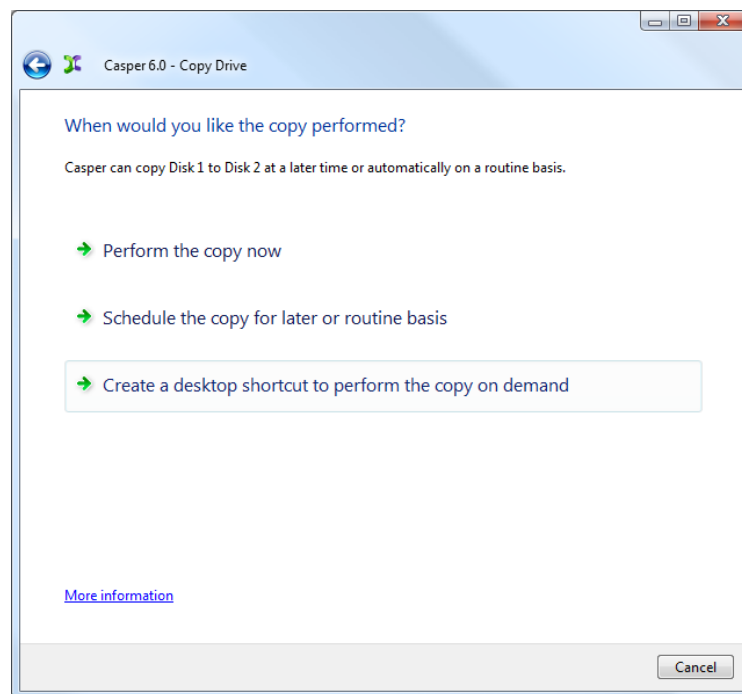 Casper 6.0 - Copy Drive
When would you like the copy performed?
Casper can copy Disk 1 to Disk 2 at a later time or automatically on a routine basis.
Perform the copy now
Schedule the copy for later or routine basis
Create a desktop shortcut to perform the copy on demand
More information
Cancel